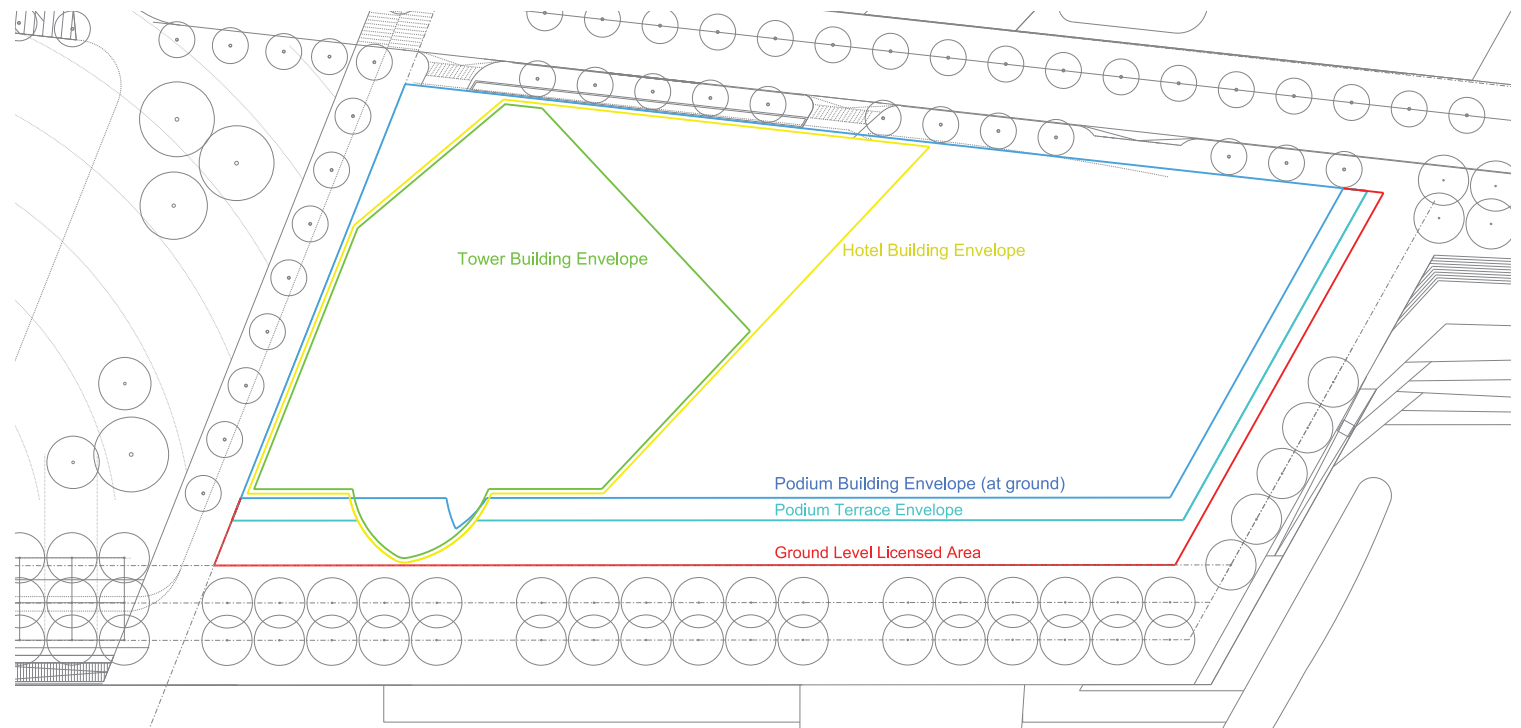 Tower Building Envelope
Hotel Building Envelope
Podium Building Envelope (at ground)
Podium Terrace Envelope
Ground Level Licensed Area